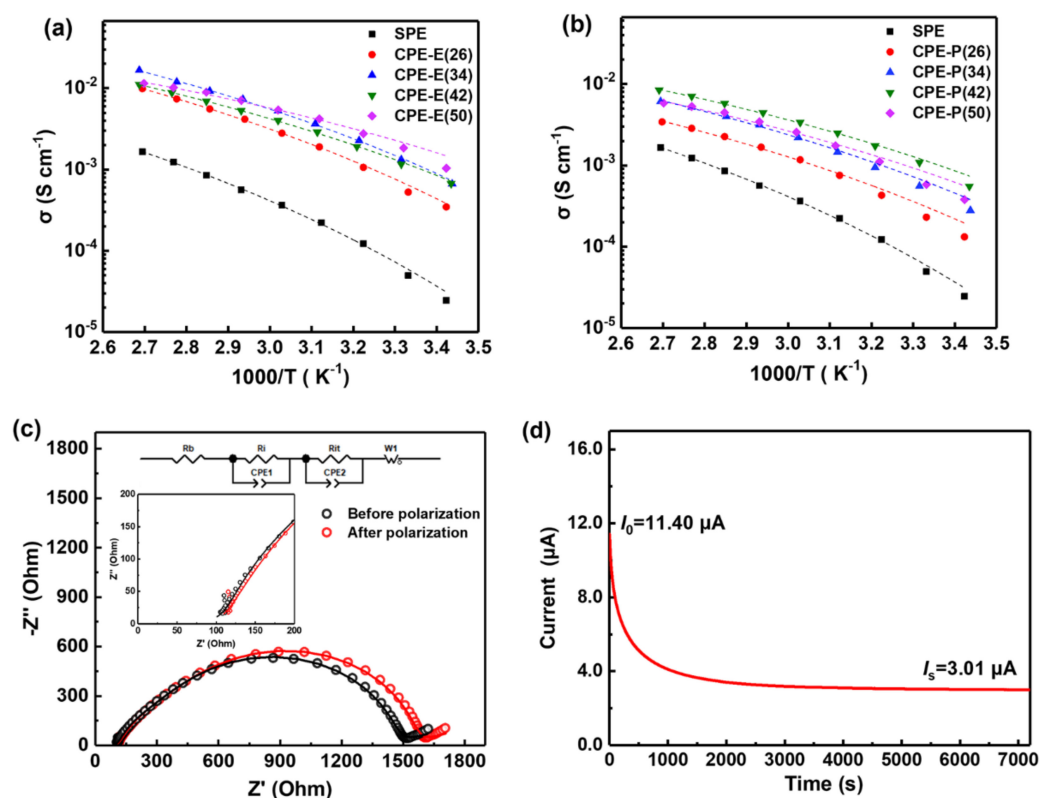 (a)
SPE
CPE-E(26)
CPE-E(34)
CPE-E(42)
CPE-E(50)
σ (S cm⁻¹)
10⁻²
10⁻³
10⁻⁴
10⁻⁵
2.6 2.7 2.8 2.9 3.0 3.1 3.2 3.3 3.4 3.5
1000/T ( K⁻¹)
(b)
SPE
CPE-P(26)
CPE-P(34)
CPE-P(42)
CPE-P(50)
σ (S cm⁻¹)
10⁻²
10⁻³
10⁻⁴
10⁻⁵
2.6 2.7 2.8 2.9 3.0 3.1 3.2 3.3 3.4 3.5
1000/T ( K⁻¹)
(c)
Rb Ri Rit W1
CPE1 CPE2
Before polarization
After polarization
-Z'' (Ohm)
1800
1500
1200
900
600
300
0
0 300 600 900 1200 1500 1800
Z' (Ohm)
Z'' (Ohm)
200
150
100
50
0
0 50 100 150 200
Z' (Ohm)
(d)
Current (μA)
16.0
12.0
8.0
4.0
0.0
I₀=11.40 μA
Iₛ=3.01 μA
0 1000 2000 3000 4000 5000 6000 7000
Time (s)